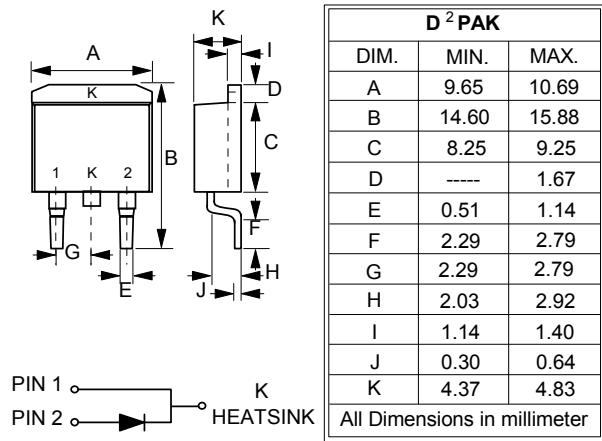 K
A
I
K
D
B
C
1 K 2
G
F
E
H
J
PIN 1
K
PIN 2
HEATSINK
D 2 PAK
DIM. MIN. MAX.
A 9.65 10.69
B 14.60 15.88
C 8.25 9.25
D ----- 1.67
E 0.51 1.14
F 2.29 2.79
G 2.29 2.79
H 2.03 2.92
I 1.14 1.40
J 0.30 0.64
K 4.37 4.83
All Dimensions in millimeter